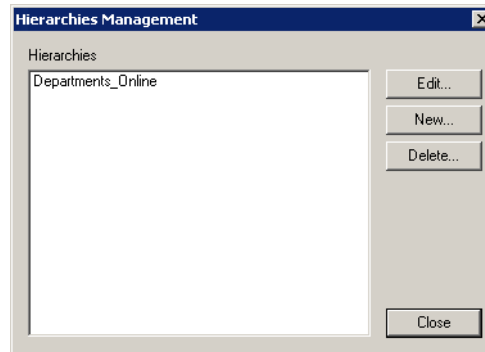 Hierarchies Management
Hierarchies
Departments_Online
Edit...
New...
Delete...
Close